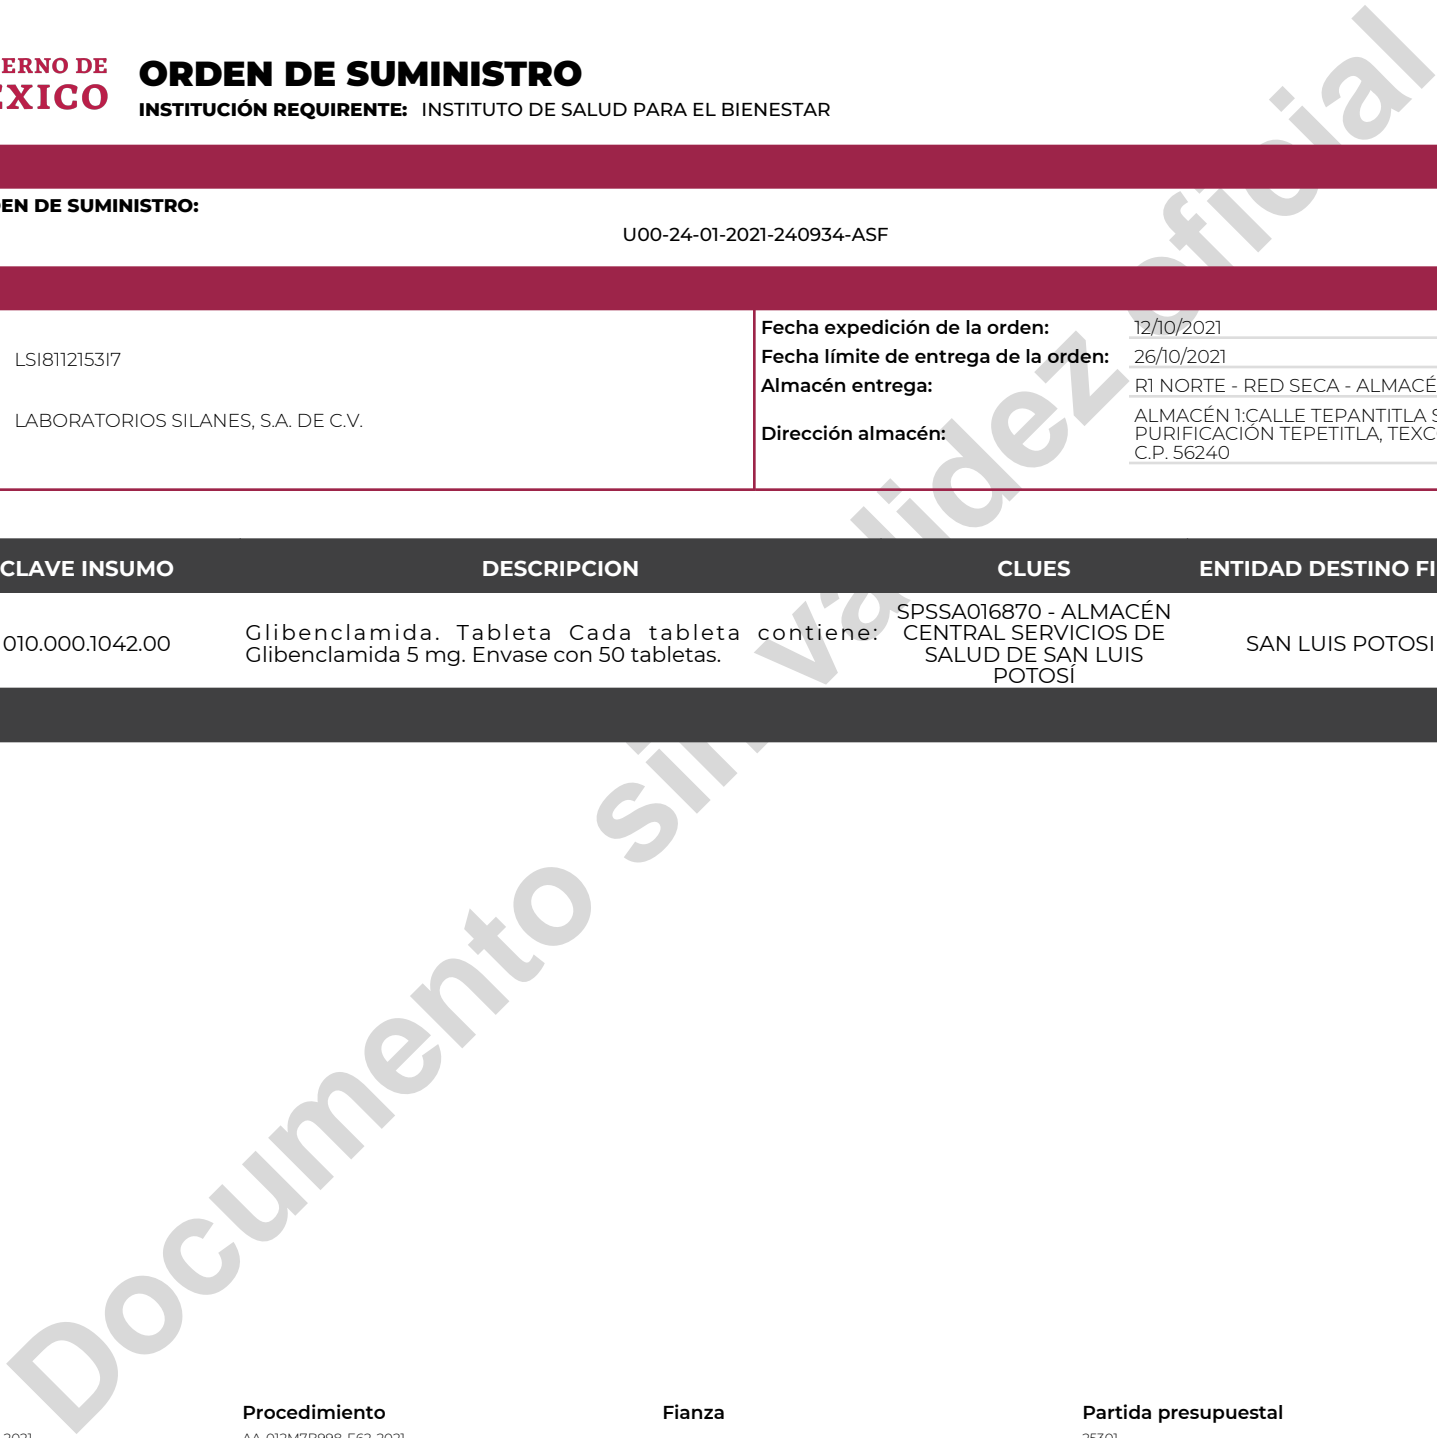 ERNO DE
ORDEN DE SUMINISTRO
INSTITUCIÓN REQUIRENTE: INSTITUTO DE SALUD PARA EL BIENESTAR
EN DE SUMINISTRO:
U00-24-01-2021-240934-ASF
LSI8112153I7
LABORATORIOS SILANES, S.A. DE C.V.
Fecha expedición de la orden: 12/10/2021
Fecha límite de entrega de la orden: 26/10/2021
Almacén entrega: R1 NORTE - RED SECA - ALMACÉ
Dirección almacén: ALMACÉN 1:CALLE TEPANTITLA S
PURIFICACIÓN TEPETITLA, TEXC
C.P. 56240
CLAVE INSUMO DESCRIPCION CLUES ENTIDAD DESTINO FI
010.000.1042.00
Glibenclamida. Tableta Cada tableta contiene:
Glibenclamida 5 mg. Envase con 50 tabletas.
SPSSA016870 - ALMACÉN
CENTRAL SERVICIOS DE
SALUD DE SAN LUIS
POTOSÍ
SAN LUIS POTOSI
Documento sin validez oficial
Procedimiento Fianza Partida presupuestal